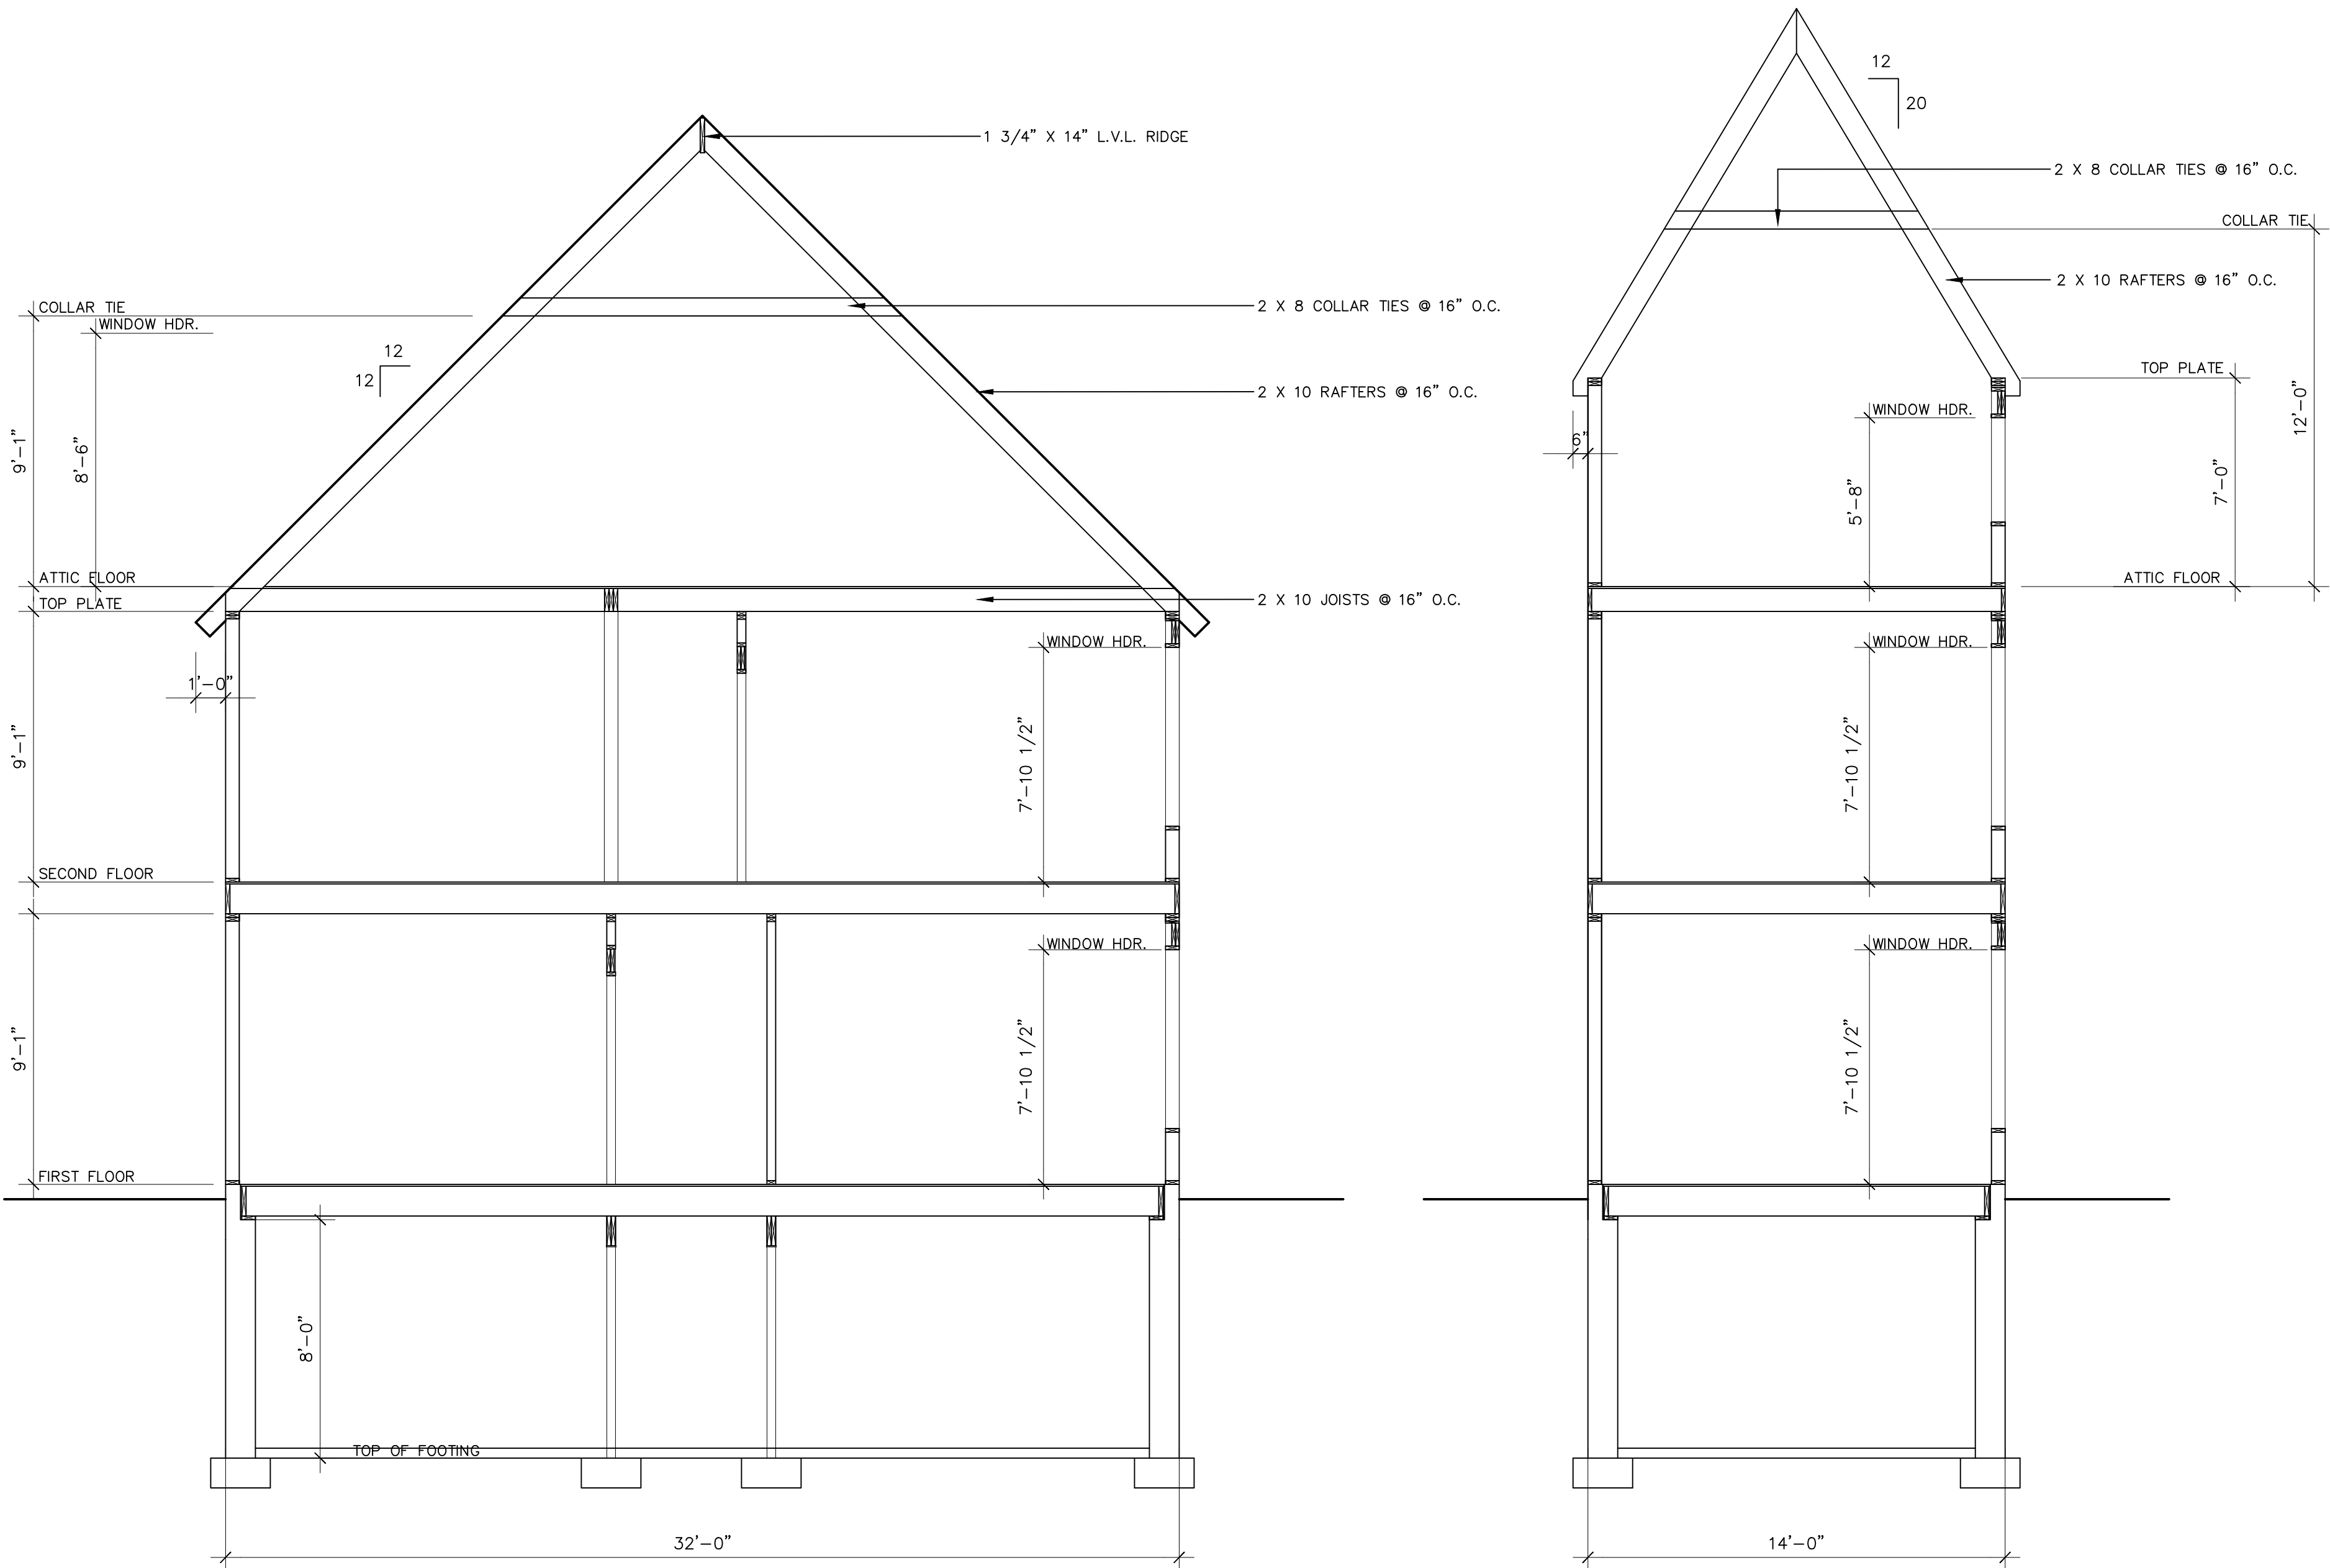 12
20
1 3/4” X 14” L.V.L. RIDGE
2 X 8 COLLAR TIES @ 16” O.C.
COLLAR TIE
2 X 10 RAFTERS @ 16” O.C.
COLLAR TIE
WINDOW HDR.
2 X 8 COLLAR TIES @ 16” O.C.
12
12
2 X 10 RAFTERS @ 16” O.C.
TOP PLATE
WINDOW HDR.
9’–1”
8’–6”
6”
5’–8”
7’–0”
12’–0”
ATTIC FLOOR
TOP PLATE
2 X 10 JOISTS @ 16” O.C.
ATTIC FLOOR
WINDOW HDR.
WINDOW HDR.
1’–0”
9’–1”
7’–10 1/2”
7’–10 1/2”
SECOND FLOOR
WINDOW HDR.
WINDOW HDR.
9’–1”
7’–10 1/2”
7’–10 1/2”
FIRST FLOOR
8’–0”
TOP OF FOOTING
32’–0”
14’–0”